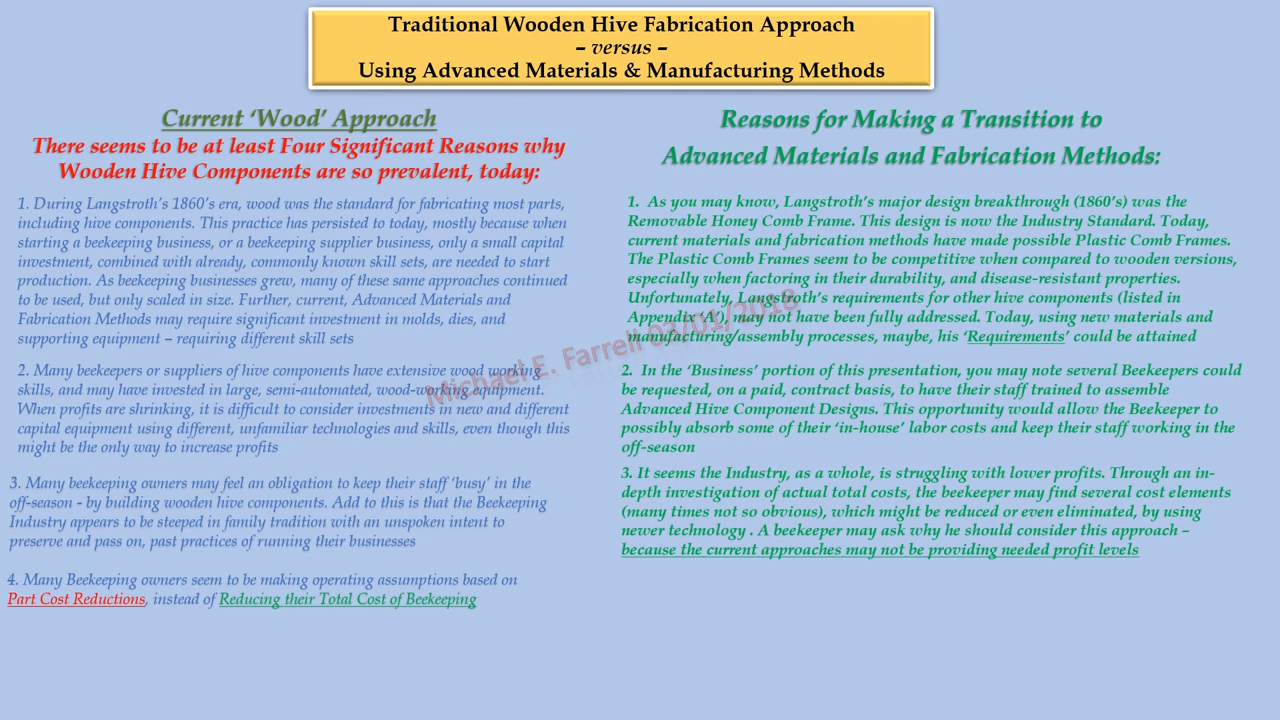 Traditional Wooden Hive Fabrication Approach
– versus –
Using Advanced Materials & Manufacturing Methods
Current ‘Wood’ Approach
There seems to be at least Four Significant Reasons why
Wooden Hive Components are so prevalent, today:
1. During Langstroth’s 1860’s era, wood was the standard for fabricating most parts,
including hive components. This practice has persisted to today, mostly because when
starting a beekeeping business, or a beekeeping supplier business, only a small capital
investment, combined with already, commonly known skill sets, are needed to start
production. As beekeeping businesses grew, many of these same approaches continued
to be used, but only scaled in size. Further, current, Advanced Materials and
Fabrication Methods may require significant investment in molds, dies, and
supporting equipment – requiring different skill sets
2. Many beekeepers or suppliers of hive components have extensive wood working
skills, and may have invested in large, semi-automated, wood-working equipment.
When profits are shrinking, it is difficult to consider investments in new and different
capital equipment using different, unfamiliar technologies and skills, even though this
might be the only way to increase profits
3. Many beekeeping owners may feel an obligation to keep their staff ‘busy’ in the
off-season - by building wooden hive components. Add to this is that the Beekeeping
Industry appears to be steeped in family tradition with an unspoken intent to
preserve and pass on, past practices of running their businesses
4. Many Beekeeping owners seem to be making operating assumptions based on
Part Cost Reductions, instead of Reducing their Total Cost of Beekeeping
Reasons for Making a Transition to
Advanced Materials and Fabrication Methods:
1. As you may know, Langstroth’s major design breakthrough (1860’s) was the
Removable Honey Comb Frame. This design is now the Industry Standard. Today,
current materials and fabrication methods have made possible Plastic Comb Frames.
The Plastic Comb Frames seem to be competitive when compared to wooden versions,
especially when factoring in their durability, and disease-resistant properties.
Unfortunately, Langstroth’s requirements for other hive components (listed in
Appendix ‘A’), may not have been fully addressed. Today, using new materials and
manufacturing/assembly processes, maybe, his ‘Requirements’ could be attained
2. In the ‘Business’ portion of this presentation, you may note several Beekeepers could
be requested, on a paid, contract basis, to have their staff trained to assemble
Advanced Hive Component Designs. This opportunity would allow the Beekeeper to
possibly absorb some of their ‘in-house’ labor costs and keep their staff working in the
off-season
3. It seems the Industry, as a whole, is struggling with lower profits. Through an in-
depth investigation of actual total costs, the beekeeper may find several cost elements
(many times not so obvious), which might be reduced or even eliminated, by using
newer technology . A beekeeper may ask why he should consider this approach –
because the current approaches may not be providing needed profit levels
Michael E. Farrell 03/01/2018